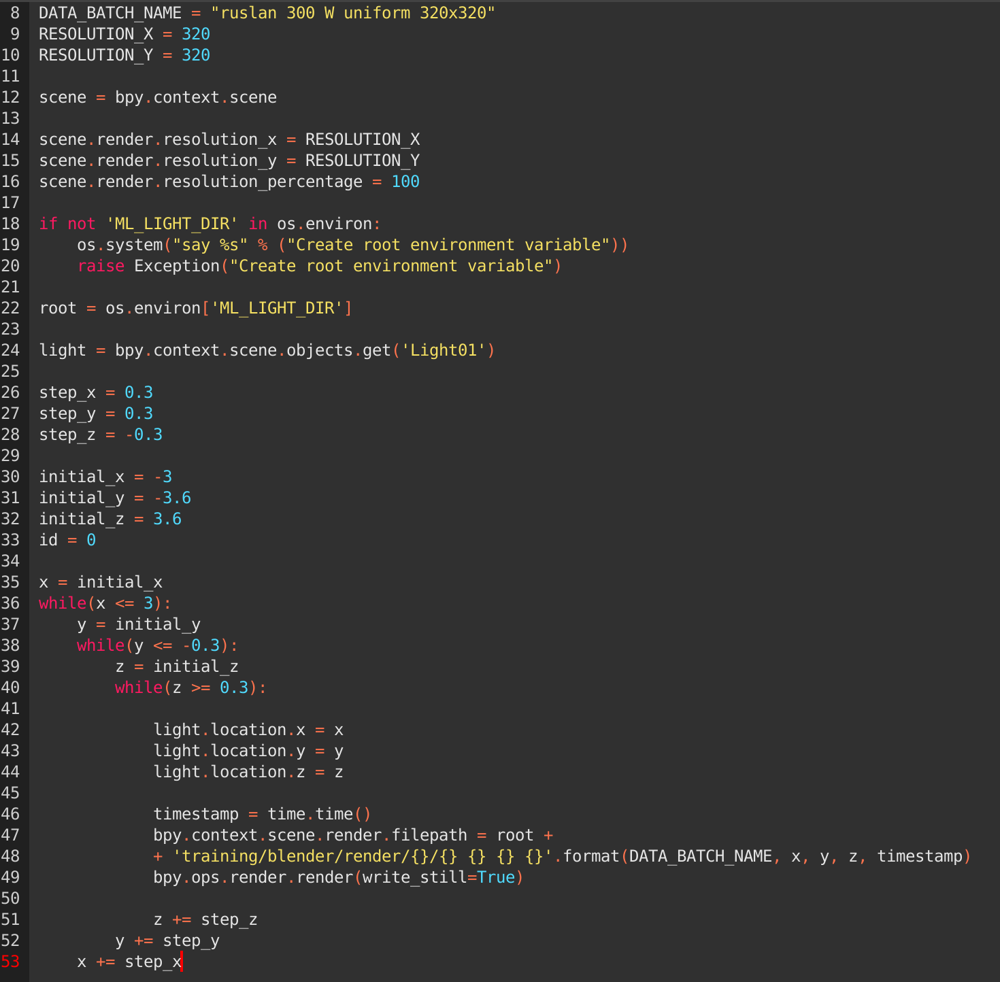 8 DATA_BATCH_NAME = "ruslan 300 W uniform 320x320"
9 RESOLUTION_X = 320
10 RESOLUTION_Y = 320
11
12 scene = bpy.context.scene
13
14 scene.render.resolution_x = RESOLUTION_X
15 scene.render.resolution_y = RESOLUTION_Y
16 scene.render.resolution_percentage = 100
17
18 if not 'ML_LIGHT_DIR' in os.environ:
19     os.system("say %s" % ("Create root environment variable"))
20     raise Exception("Create root environment variable")
21
22 root = os.environ['ML_LIGHT_DIR']
23
24 light = bpy.context.scene.objects.get('Light01')
25
26 step_x = 0.3
27 step_y = 0.3
28 step_z = -0.3
29
30 initial_x = -3
31 initial_y = -3.6
32 initial_z = 3.6
33 id = 0
34
35 x = initial_x
36 while(x <= 3):
37     y = initial_y
38     while(y <= -0.3):
39         z = initial_z
40         while(z >= 0.3):
41
42             light.location.x = x
43             light.location.y = y
44             light.location.z = z
45
46             timestamp = time.time()
47             bpy.context.scene.render.filepath = root +
48             + 'training/blender/render/{}/{} {} {} {}'.format(DATA_BATCH_NAME, x, y, z, timestamp)
49             bpy.ops.render.render(write_still=True)
50
51             z += step_z
52         y += step_y
53     x += step_x